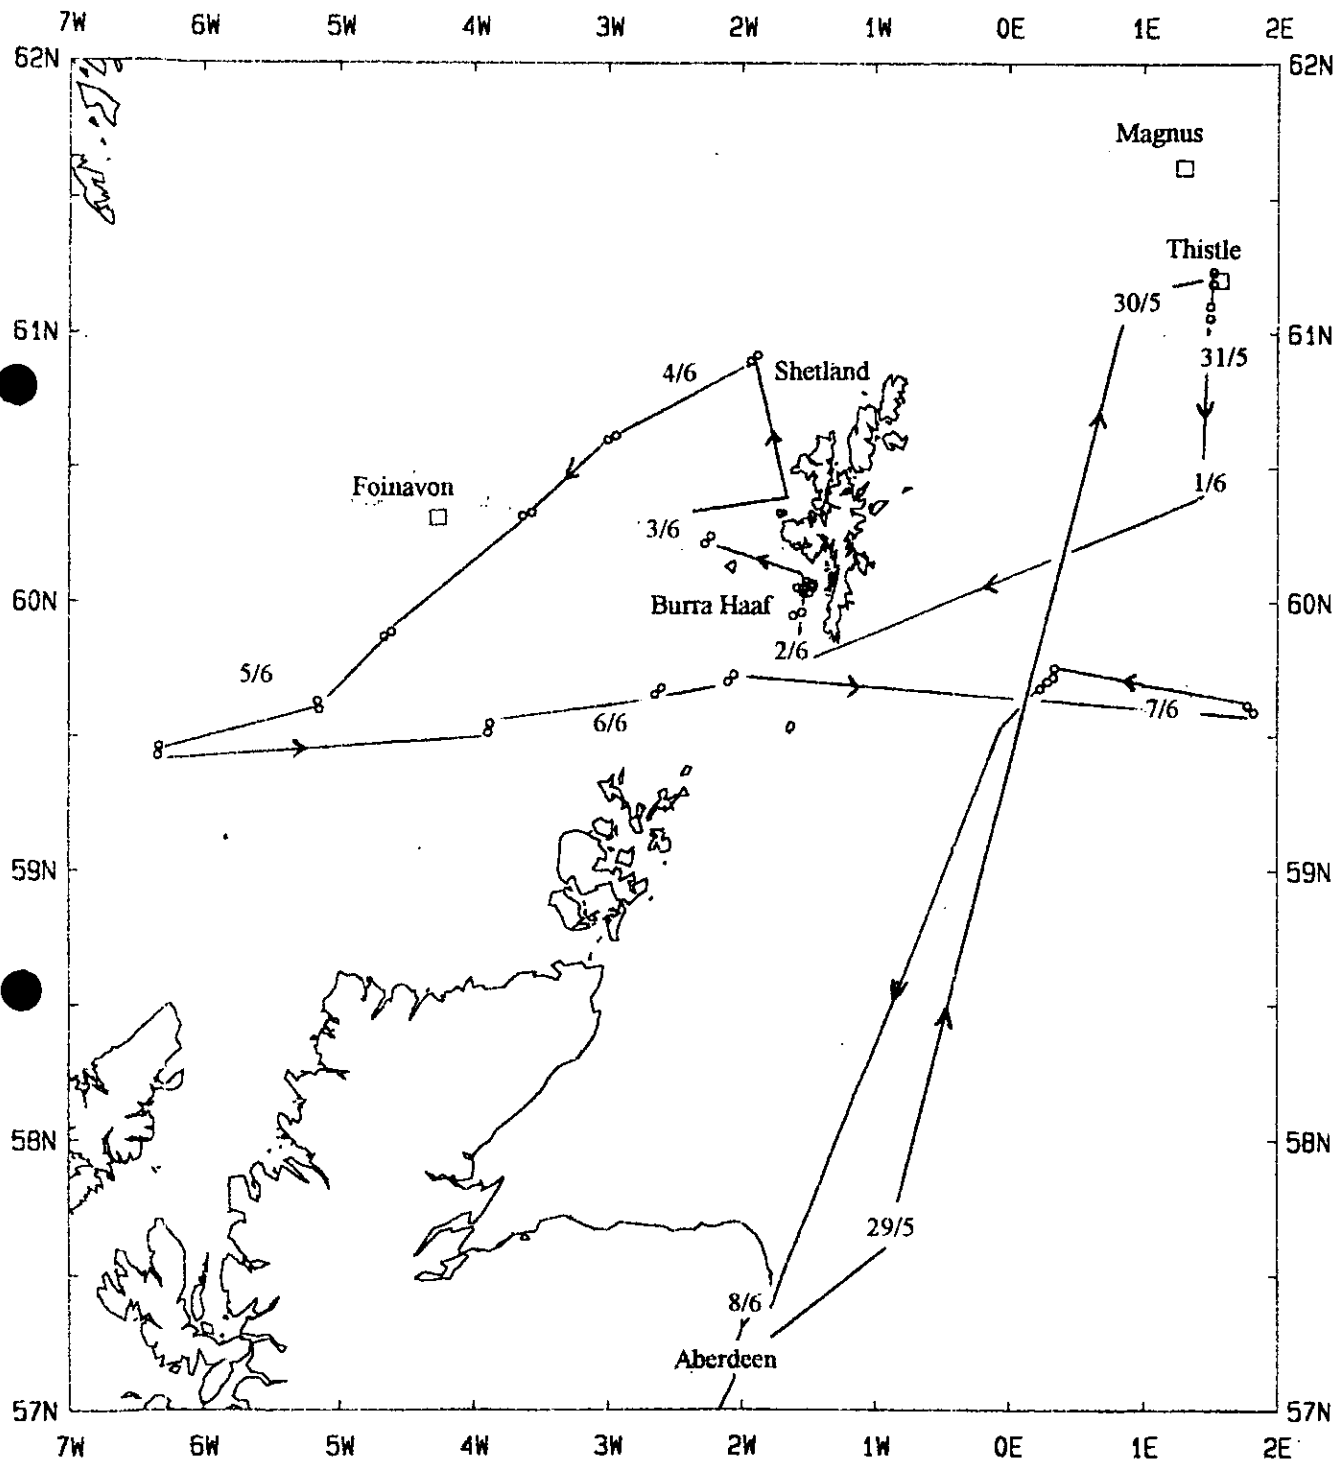 7W 6W 5W 4W 3W 2W 1W 0E 1E 2E
62N 62N
Magnus
Thistle
30/5
61N 61N
31/5
4/6 Shetland
Foinavon 1/6
3/6
60N Burra Haaf 60N
2/6
5/6
6/6 7/6
59N 59N
58N 58N
29/5
8/6
Aberdeen
57N 57N
7W 6W 5W 4W 3W 2W 1W 0E 1E 2E